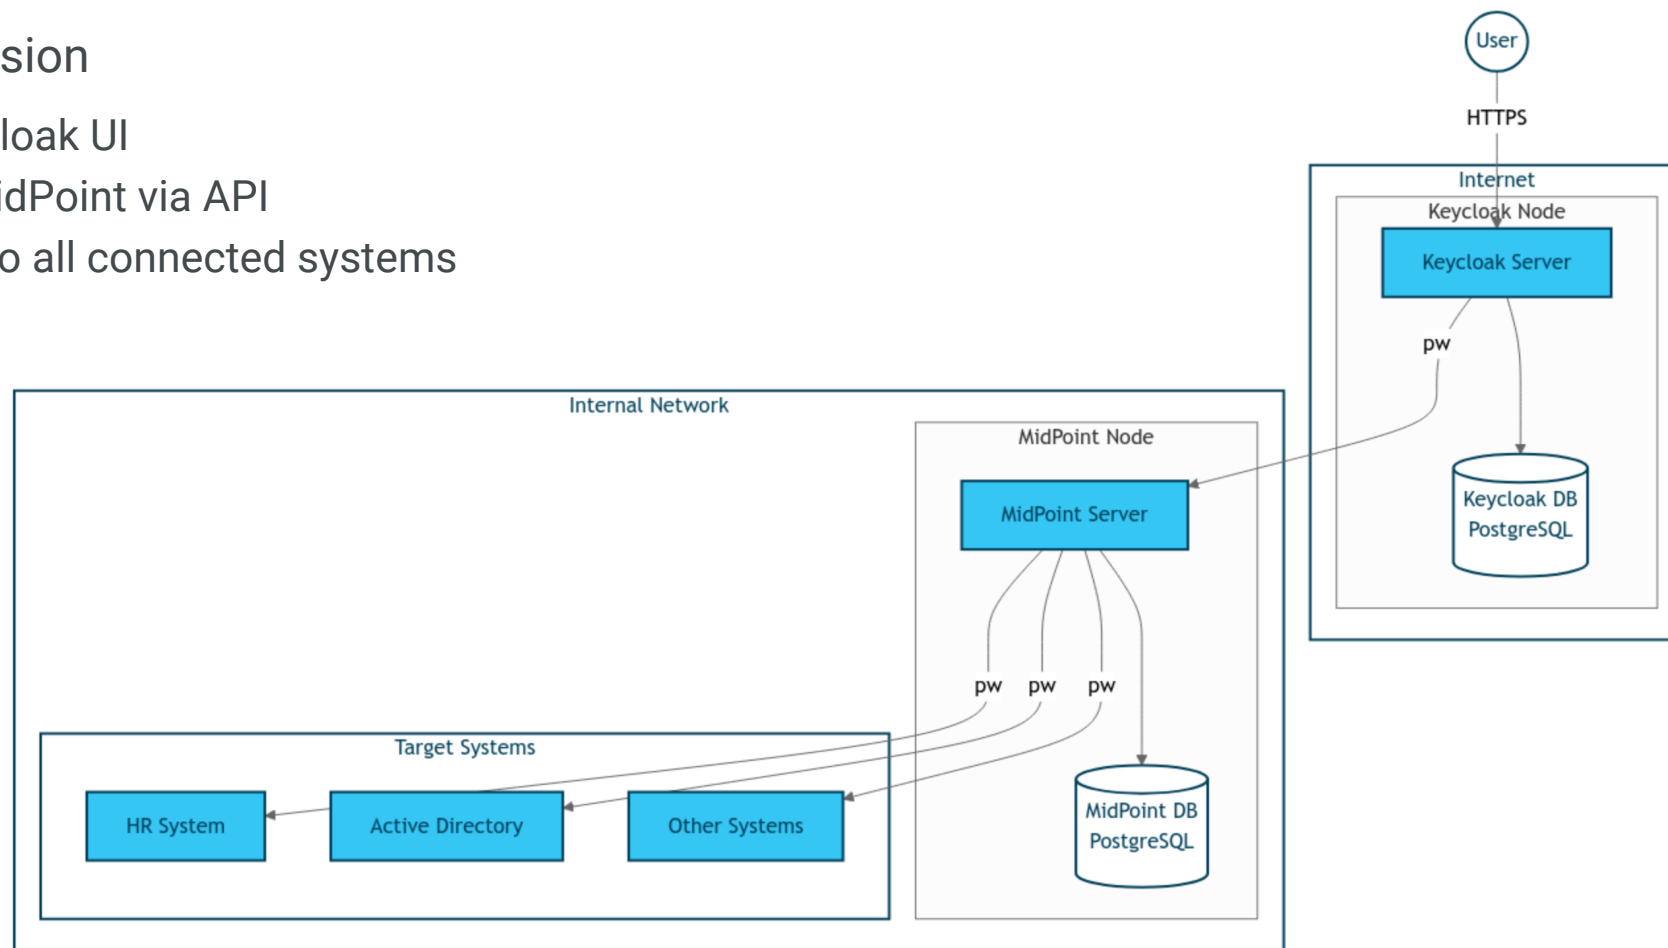 sion
loak UI
idPoint via API
o all connected systems
User
HTTPS
Internet
Keycloak Node
Keycloak Server
pw
Keycloak DB
PostgreSQL
Internal Network
MidPoint Node
MidPoint Server
pw pw pw
Target Systems
HR System
Active Directory
Other Systems
MidPoint DB
PostgreSQL